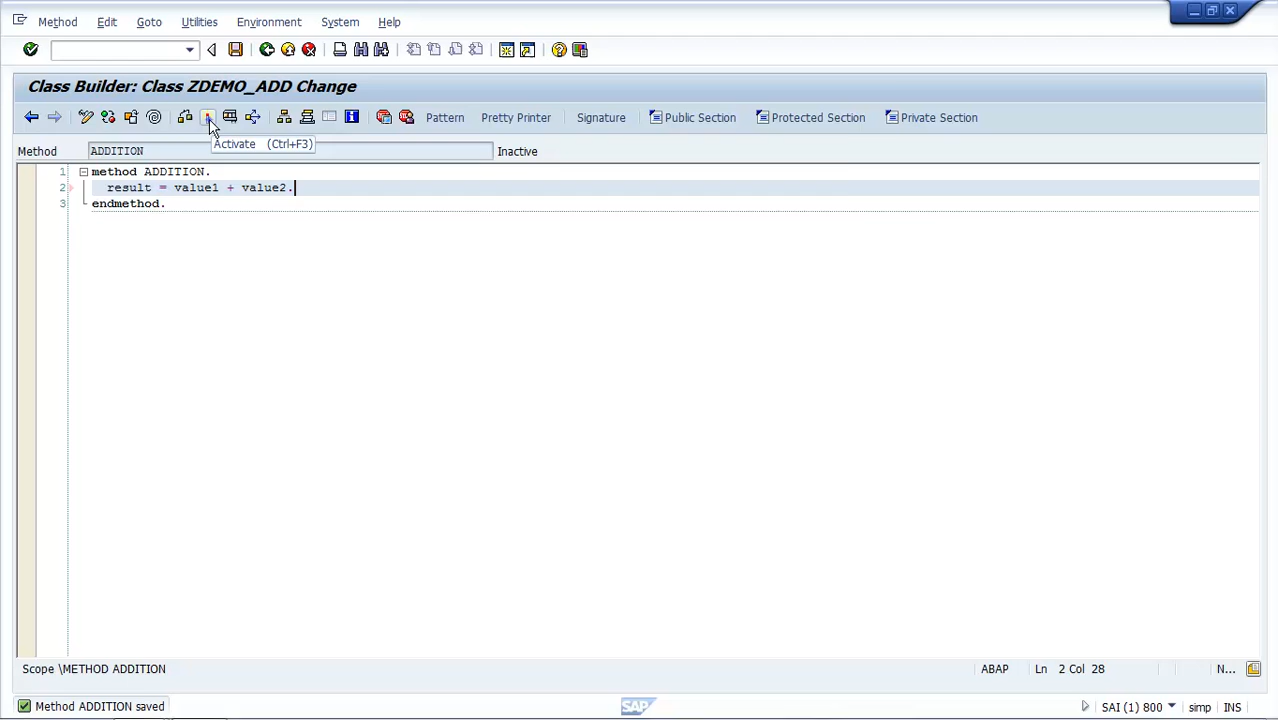 Method Edit Goto Utilities Environment System Help
Class Builder: Class ZDEMO_ADD Change
Pattern Pretty Printer Signature Public Section Protected Section Private Section
Activate (Ctrl+F3)
Method ADDITION Inactive
1 method ADDITION.
2 result = value1 + value2.
3 endmethod.
Scope \METHOD ADDITION ABAP Ln 2 Col 28 N...
Method ADDITION saved SAP SAI (1) 800 simp INS